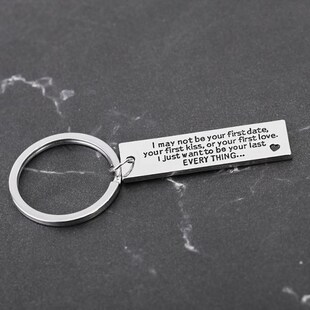 I may not be your first date,
your first kiss, or your first love.
I just want to be your last
EVERY THING...